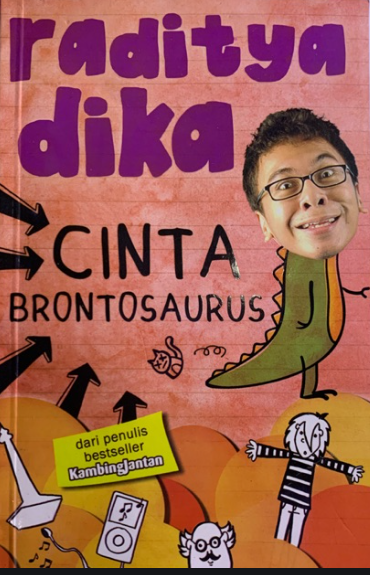 raditya
dika
CINTA
BRONTOSAURUS
dari penulis
bestseller
KambingJantan